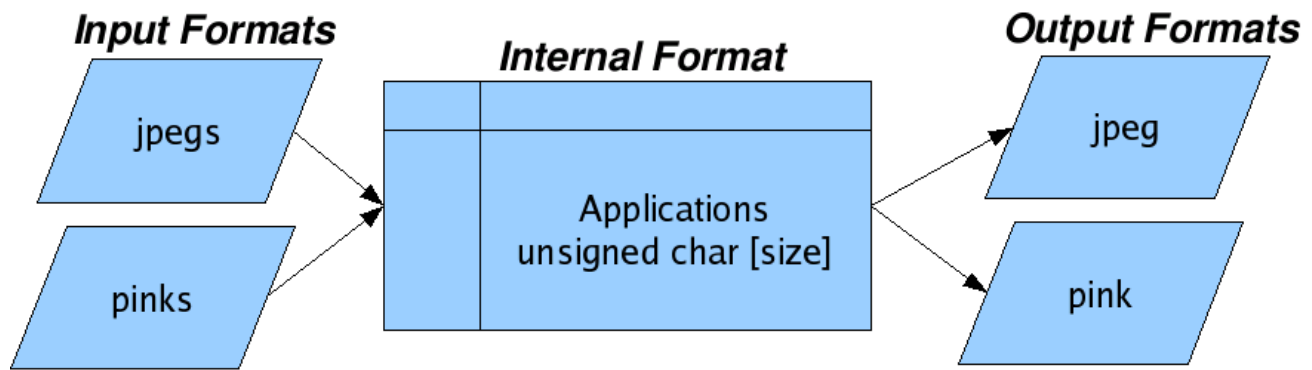 Input Formats
jpegs
pinks
Internal Format
Applications
unsigned char [size]
Output Formats
jpeg
pink